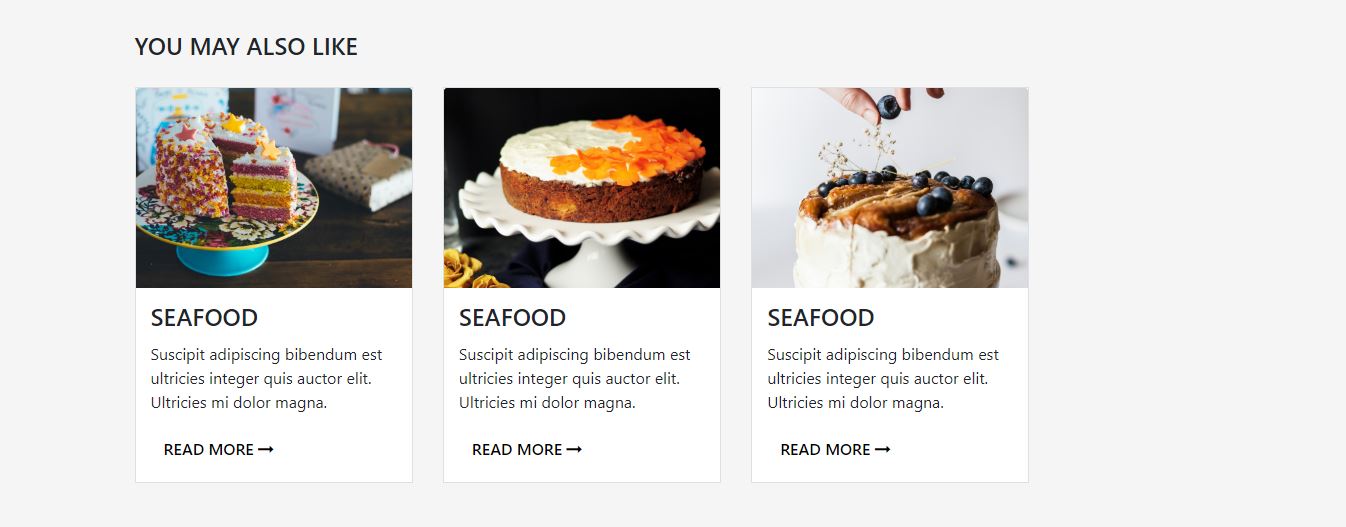 YOU MAY ALSO LIKE
SEAFOOD
Suscipit adipiscing bibendum est
ultricies integer quis auctor elit.
Ultricies mi dolor magna.
READ MORE ➞
SEAFOOD
Suscipit adipiscing bibendum est
ultricies integer quis auctor elit.
Ultricies mi dolor magna.
READ MORE ➞
SEAFOOD
Suscipit adipiscing bibendum est
ultricies integer quis auctor elit.
Ultricies mi dolor magna.
READ MORE ➞